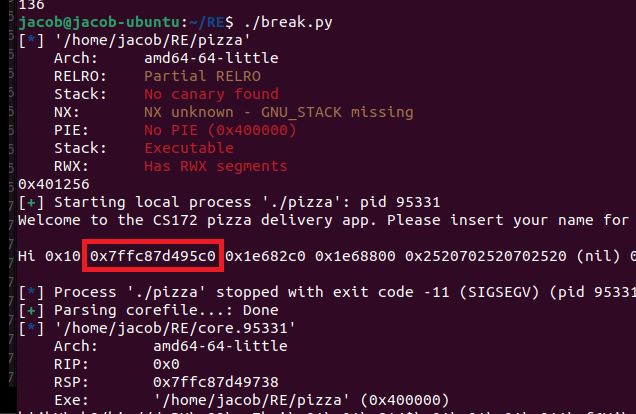 136
jacob@jacob-ubuntu:~/RE$ ./break.py
[*] '/home/jacob/RE/pizza'
Arch: amd64-64-little
RELRO: Partial RELRO
Stack: No canary found
NX: NX unknown - GNU_STACK missing
PIE: No PIE (0x400000)
Stack: Executable
RWX: Has RWX segments
0x401256
[+] Starting local process './pizza': pid 95331
Welcome to the CS172 pizza delivery app. Please insert your name for
Hi 0x10 0x7ffc87d495c0 0x1e682c0 0x1e68800 0x2520702520702520 (nil) 0
[*] Process './pizza' stopped with exit code -11 (SIGSEGV) (pid 95331
[+] Parsing corefile...: Done
[*] '/home/jacob/RE/core.95331'
Arch: amd64-64-little
RIP: 0x0
RSP: 0x7ffc87d49738
Exe: '/home/jacob/RE/pizza' (0x400000)